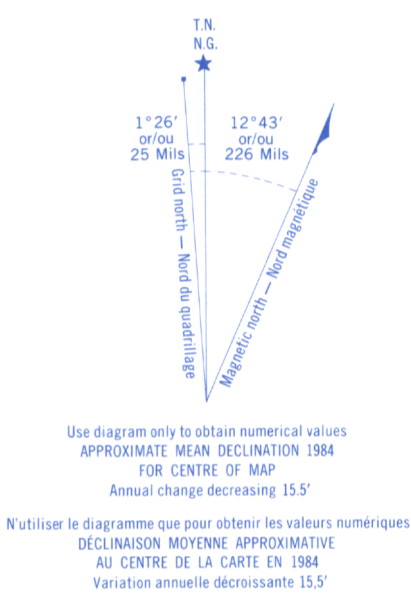 T.N.
N.G.
1°26′
or/ou
25 Mils
12°43′
or/ou
226 Mils
Grid north — Nord du quadrillage
Magnetic north — Nord magnétique
Use diagram only to obtain numerical values
APPROXIMATE MEAN DECLINATION 1984
FOR CENTRE OF MAP
Annual change decreasing 15.5′
N'utiliser le diagramme que pour obtenir les valeurs numériques
DÉCLINAISON MOYENNE APPROXIMATIVE
AU CENTRE DE LA CARTE EN 1984
Variation annuelle décroissante 15,5′